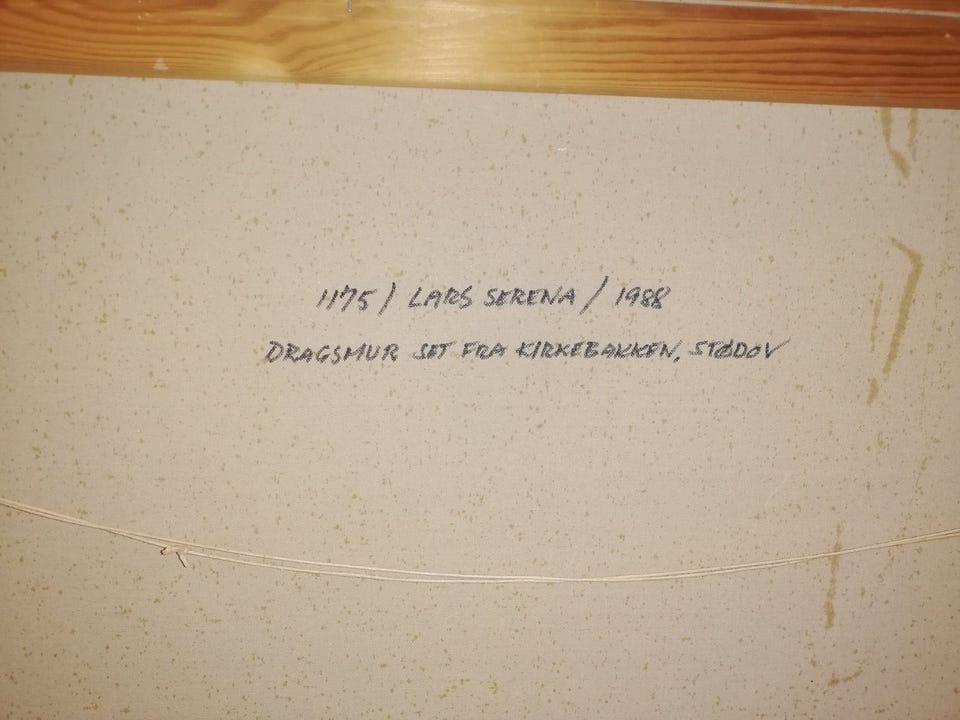 1175 / LARS SERENA / 1988
DRAGSMUR SET FRA KIRKEBAKKEN, STØDOV